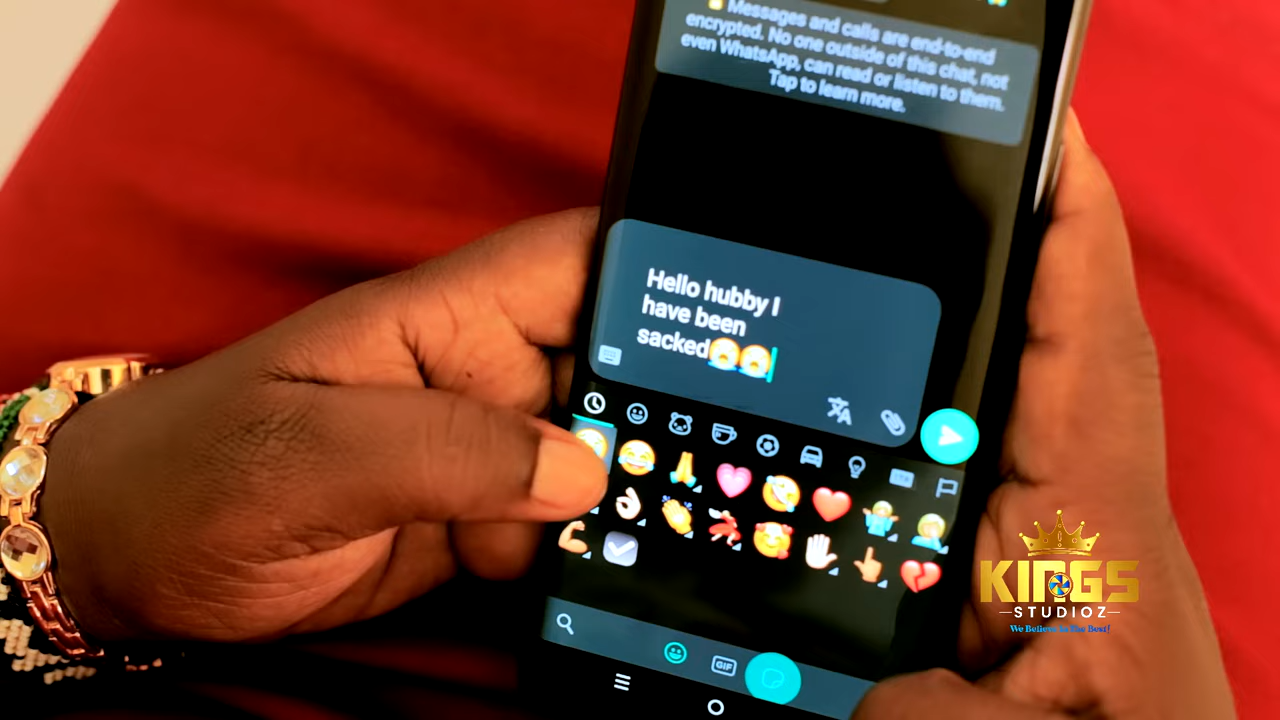 Messages and calls are end-to-end
encrypted. No one outside of this chat, not
even WhatsApp, can read or listen to them.
Tap to learn more.
Hello hubby I
have been
sacked
GIF
KINGS
STUDIOZ
We Believe In The Best!